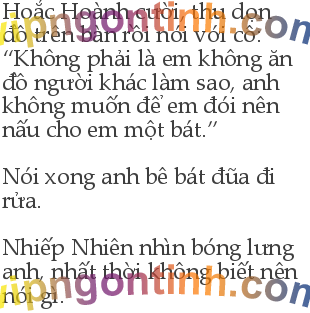 Hoắc Hoành cười, thu dọn
đồ trên bàn rồi nói với cô:
“Không phải là em không ăn
đồ người khác làm sao, anh
không muốn để em đói nên
nấu cho em một bát.”
Nói xong anh bê bát đũa đi
rửa.
Nhiếp Nhiên nhìn bóng lưng
anh, nhất thời không biết nên
nói gì.
vipngontinh.com
vipngontinh.com